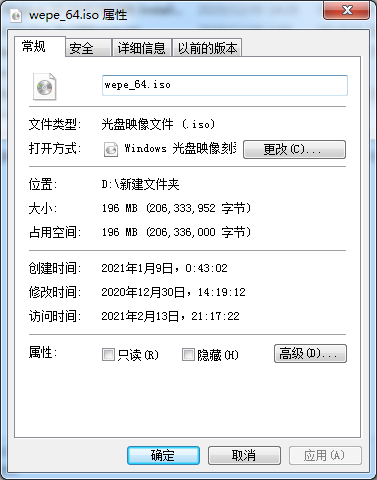 wepe_64.iso 属性
常规 安全 详细信息 以前的版本
wepe_64.iso
文件类型: 光盘映像文件 (.iso)
打开方式: Windows 光盘映像刻 更改(C)...
位置: D:\新建文件夹
大小: 196 MB (206,333,952 字节)
占用空间: 196 MB (206,336,000 字节)
创建时间: 2021年1月9日，0:43:02
修改时间: 2020年12月30日，14:19:12
访问时间: 2021年2月13日，21:17:22
属性: 只读(R) 隐藏(H) 高级(D)...
确定 取消 应用(A)